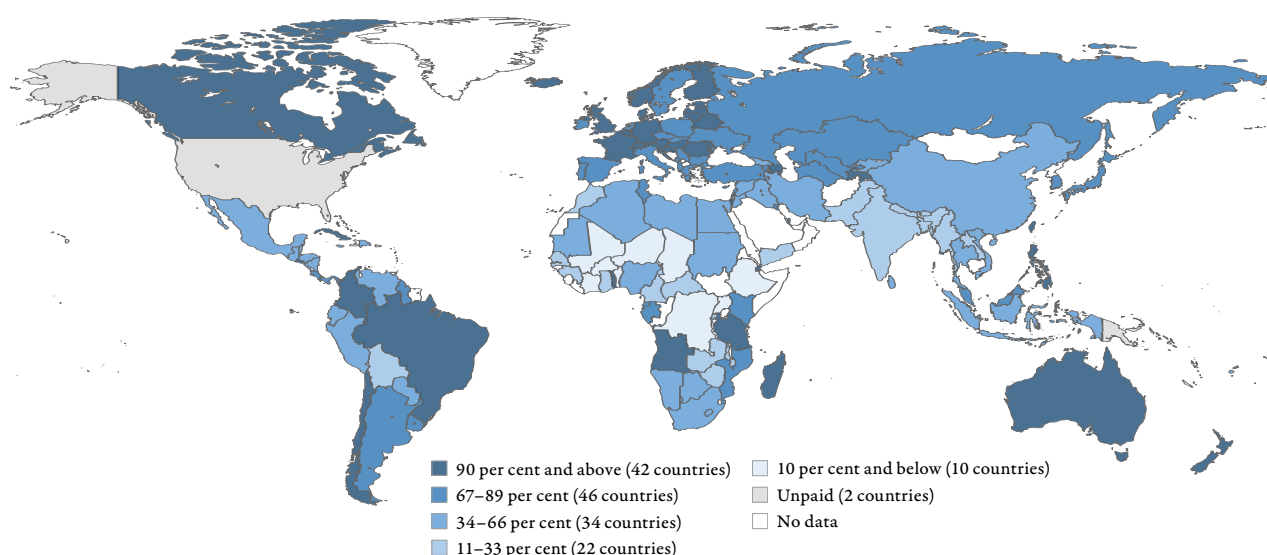 90 per cent and above (42 countries)
67–89 per cent (46 countries)
34–66 per cent (34 countries)
11–33 per cent (22 countries)
10 per cent and below (10 countries)
Unpaid (2 countries)
No data